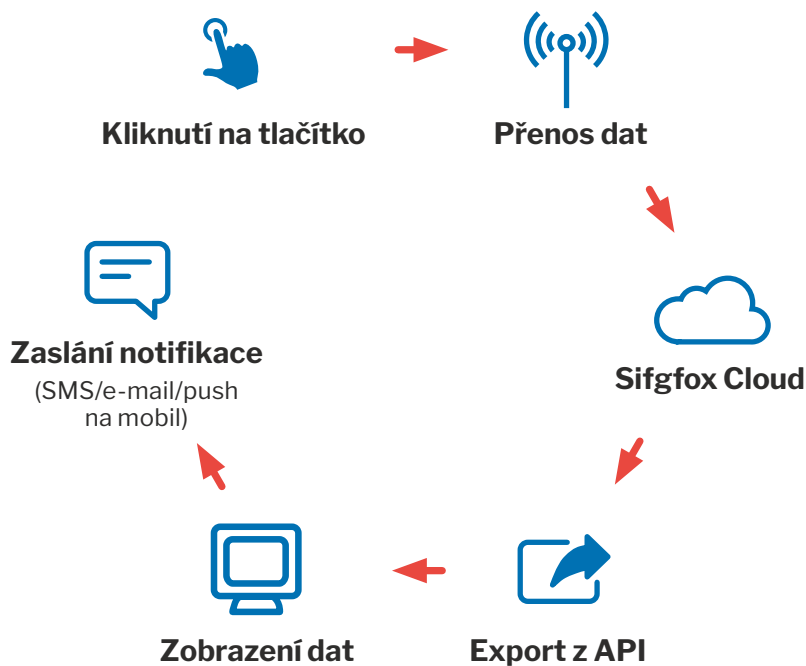 Kliknutí na tlačítko
Přenos dat
Sifgfox Cloud
Export z API
Zobrazení dat
Zaslání notifikace
(SMS/e-mail/push
na mobil)